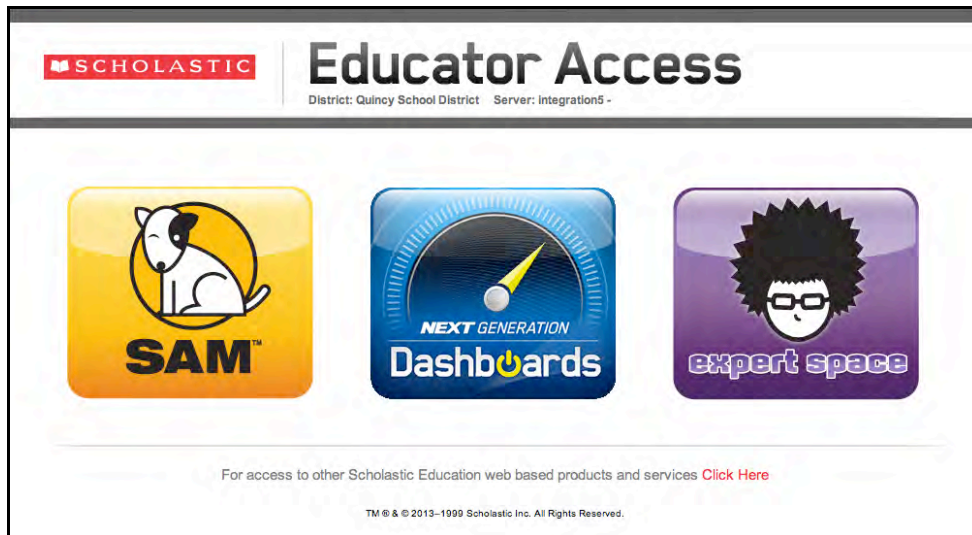 SCHOLASTIC
Educator Access
District: Quincy School District Server: integration5 -
SAM™
NEXT GENERATION
Dashboards
expert space
For access to other Scholastic Education web based products and services Click Here
TM ® & © 2013–1999 Scholastic Inc. All Rights Reserved.